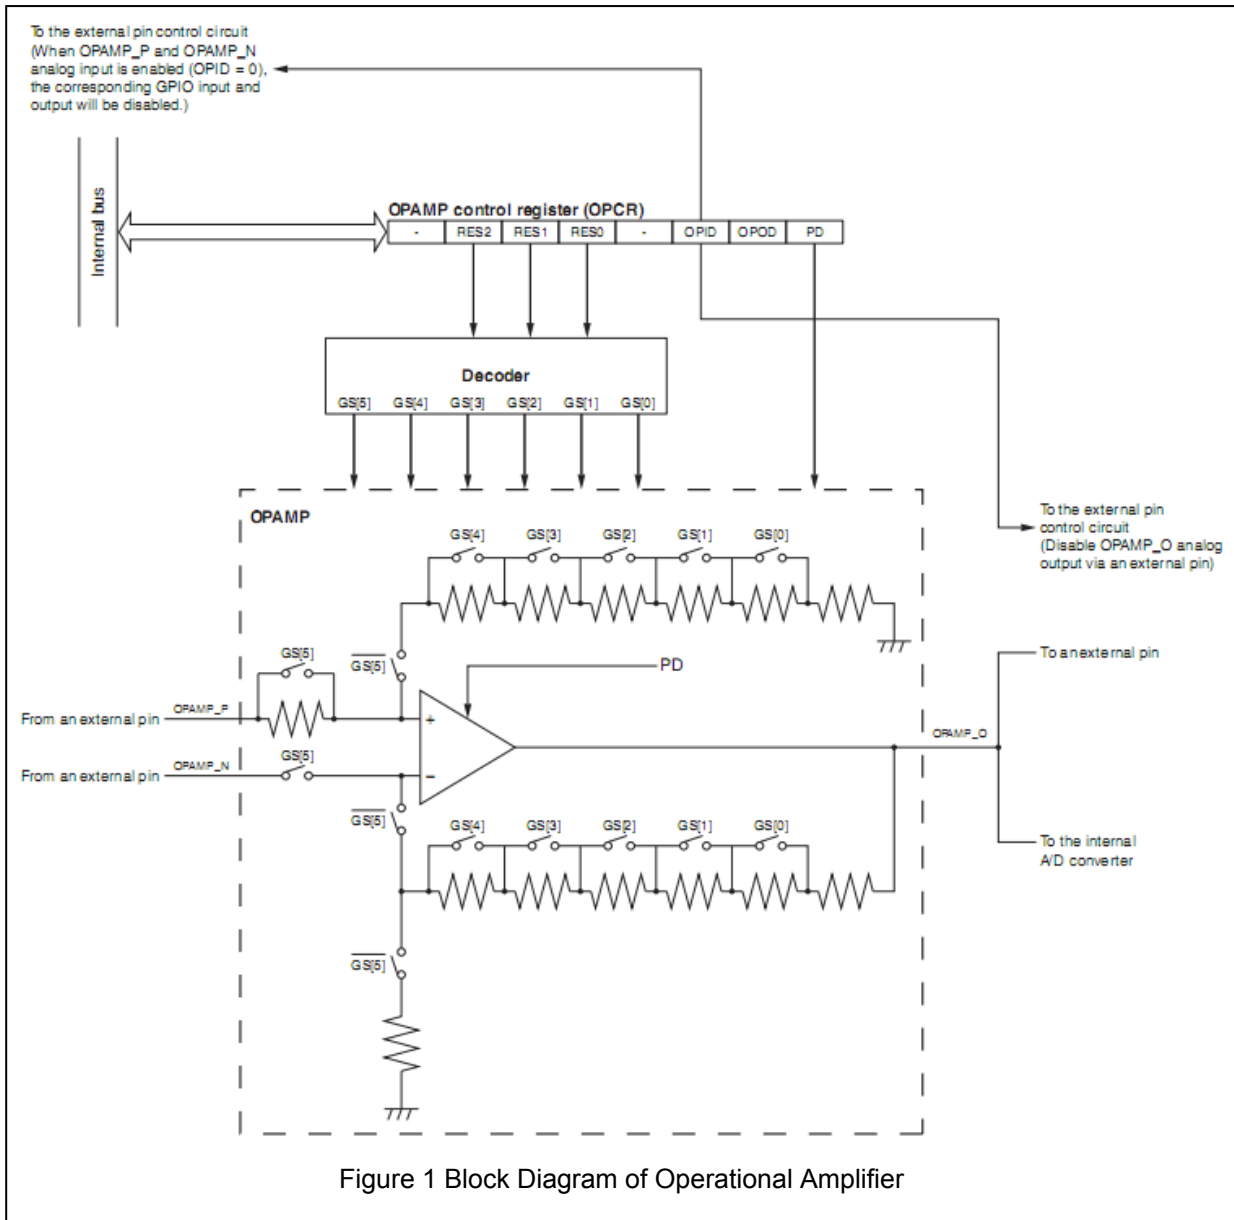 To the external pin control circuit
(When OPAMP_P and OPAMP_N
analog input is enabled (OPID = 0),
the corresponding GPIO input and
output will be disabled.)
Internal bus
OPAMP control register (OPCR)
- RES2 RES1 RES0 - OPID OPOD PD
Decoder
GS[5] GS[4] GS[3] GS[2] GS[1] GS[0]
OPAMP
To the external pin
control circuit
(Disable OPAMP_O analog
output via an external pin)
GS[4] GS[3] GS[2] GS[1] GS[0]
GS[5]
GS[5]
PD
To an external pin
From an external pin OPAMP_P
+
OPAMP_O
From an external pin OPAMP_N
GS[5]
-
GS[5]
GS[4] GS[3] GS[2] GS[1] GS[0]
To the internal
A/D converter
GS[5]
Figure 1 Block Diagram of Operational Amplifier